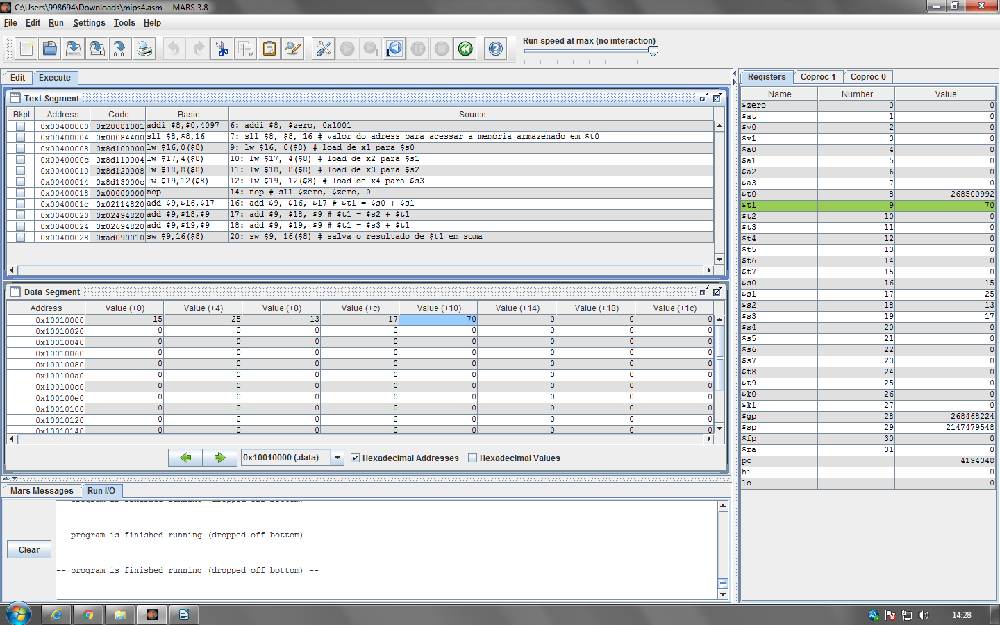 C:\Users\998694\Downloads\mips4.asm - MARS 3.8
File Edit Run Settings Tools Help
Run speed at max (no interaction)
Edit Execute
Text Segment
Bkpt Address Code Basic Source
0x00400000 0x20081001 addi $8,$0,4097 6: addi $8, $zero, 0x1001
0x00400004 0x00084400 sll $8,$8,16 7: sll $8, $8, 16 # valor do adress para acessar a memória armazenado em $t0
0x00400008 0x8d100000 lw $16,0($8) 9: lw $16, 0($8) # load de x1 para $s0
0x0040000c 0x8d110004 lw $17,4($8) 10: lw $17, 4($8) # load de x2 para $s1
0x00400010 0x8d120008 lw $18,8($8) 11: lw $18, 8($8) # load de x3 para $s2
0x00400014 0x8d13000c lw $19,12($8) 12: lw $19, 12($8) # load de x4 para $s3
0x00400018 0x00000000 nop 14: nop # sll $zero, $zero, 0
0x0040001c 0x02114820 add $9,$16,$17 16: add $9, $16, $17 # $t1 = $s0 + $s1
0x00400020 0x02494820 add $9,$18,$9 17: add $9, $18, $9 # $t1 = $s2 + $t1
0x00400024 0x02694820 add $9,$19,$9 18: add $9, $19, $9 # $t1 = $s3 + $t1
0x00400028 0xad090010 sw $9,16($8) 20: sw $9, 16($8) # salva o resultado de $t1 em soma
Data Segment
Address Value (+0) Value (+4) Value (+8) Value (+c) Value (+10) Value (+14) Value (+18) Value (+1c)
0x10010000 15 25 13 17 70 0 0 0
0x10010020 0 0 0 0 0 0 0 0
0x10010040 0 0 0 0 0 0 0 0
0x10010060 0 0 0 0 0 0 0 0
0x10010080 0 0 0 0 0 0 0 0
0x100100a0 0 0 0 0 0 0 0 0
0x100100c0 0 0 0 0 0 0 0 0
0x100100e0 0 0 0 0 0 0 0 0
0x10010100 0 0 0 0 0 0 0 0
0x10010120 0 0 0 0 0 0 0 0
0x10010140 0 0 0 0 0 0 0 0
0x10010000 (.data) Hexadecimal Addresses Hexadecimal Values
Mars Messages Run I/O
Clear
-- program is finished running (dropped off bottom) --
-- program is finished running (dropped off bottom) --
-- program is finished running (dropped off bottom) --
Registers Coproc 1 Coproc 0
Name Number Value
$zero 0 0
$at 1 0
$v0 2 0
$v1 3 0
$a0 4 0
$a1 5 0
$a2 6 0
$a3 7 0
$t0 8 268500992
$t1 9 70
$t2 10 0
$t3 11 0
$t4 12 0
$t5 13 0
$t6 14 0
$t7 15 0
$s0 16 15
$s1 17 25
$s2 18 13
$s3 19 17
$s4 20 0
$s5 21 0
$s6 22 0
$s7 23 0
$t8 24 0
$t9 25 0
$k0 26 0
$k1 27 0
$gp 28 268468224
$sp 29 2147479548
$fp 30 0
$ra 31 0
pc 4194348
hi 0
lo 0
14:28